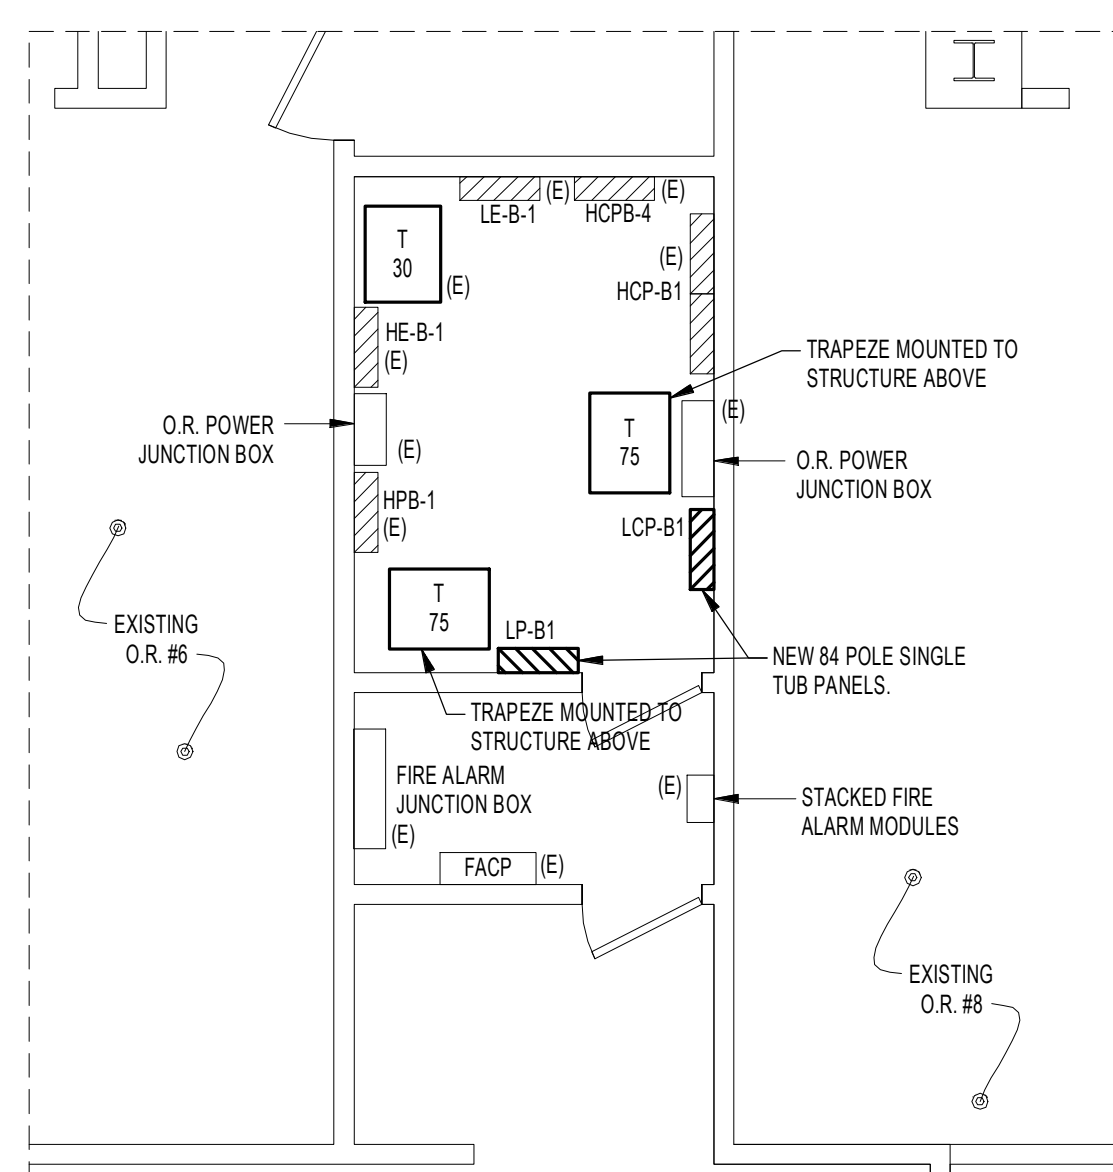 (E)
(E)
LE-B-1
HCPB-4
T
30
(E)
(E)
HCP-B1
HE-B-1
(E)
TRAPEZE MOUNTED TO
STRUCTURE ABOVE
(E)
O.R. POWER
JUNCTION BOX
(E)
T
75
O.R. POWER
JUNCTION BOX
HPB-1
(E)
LCP-B1
T
75
LP-B1
EXISTING
O.R. #6
NEW 84 POLE SINGLE
TUB PANELS.
TRAPEZE MOUNTED TO
STRUCTURE ABOVE
FIRE ALARM
JUNCTION BOX
(E)
(E)
STACKED FIRE
ALARM MODULES
FACP
(E)
EXISTING
O.R. #8